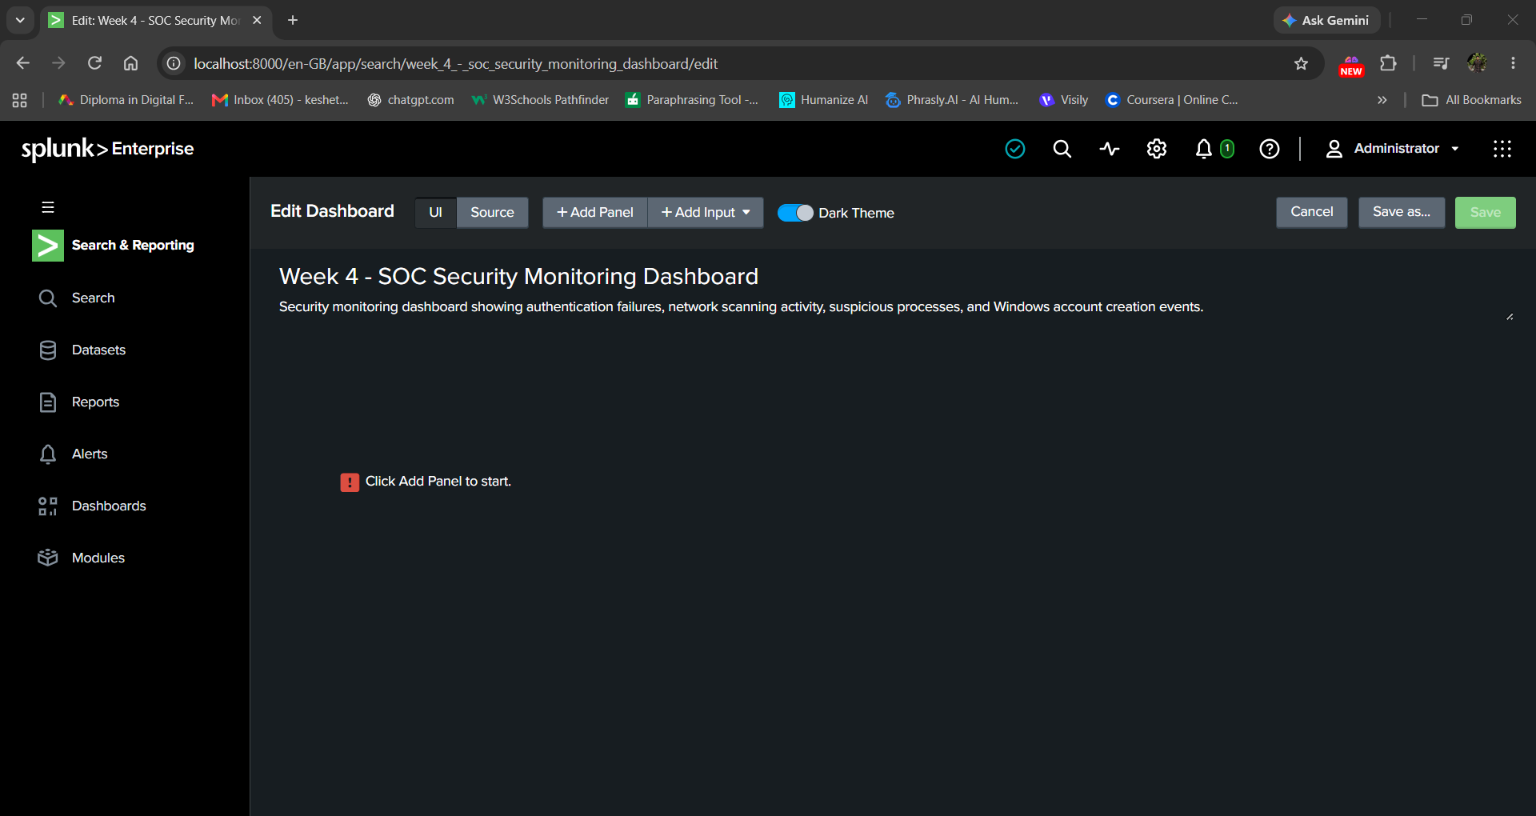 Edit: Week 4 - SOC Security Mo
Ask Gemini
localhost:8000/en-GB/app/search/week_4_-_soc_security_monitoring_dashboard/edit
NEW
Diploma in Digital F...
Inbox (405) - keshet...
chatgpt.com
W3Schools Pathfinder
Paraphrasing Tool -...
Humanize AI
Phrasly.AI - AI Hum...
Visily
Coursera | Online C...
All Bookmarks
splunk> Enterprise
1
Administrator
Search & Reporting
Search
Datasets
Reports
Alerts
Dashboards
Modules
Edit Dashboard
UI
Source
+ Add Panel
+ Add Input
Dark Theme
Cancel
Save as...
Save
Week 4 - SOC Security Monitoring Dashboard
Security monitoring dashboard showing authentication failures, network scanning activity, suspicious processes, and Windows account creation events.
Click Add Panel to start.